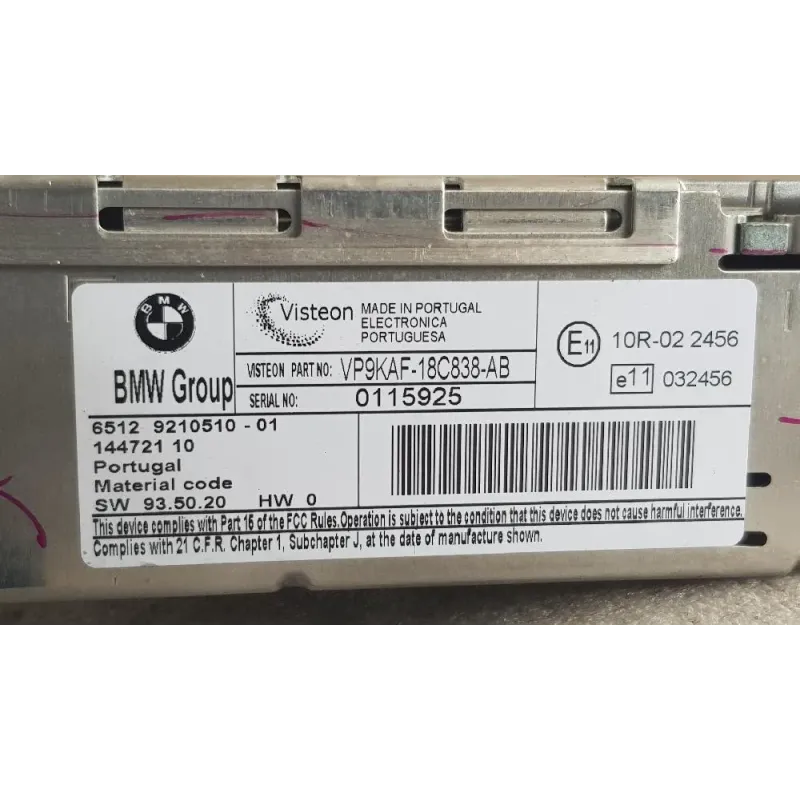 BMW
BMW Group
Visteon
MADE IN PORTUGAL
ELECTRONICA
PORTUGUESA
VISTEON PART NO: VP9KAF-18C838-AB
SERIAL NO: 0115925
E11 10R-02 2456
e11 032456
6512 9210510 - 01
144721 10
Portugal
Material code
SW 93.50.20 HW 0
This device complies with Part 16 of the FCC Rules.Operation is subject to the condition that this device does not cause harmful interference.
Complies with 21 C.F.R. Chapter 1, Subchapter J, at the date of manufacture shown.